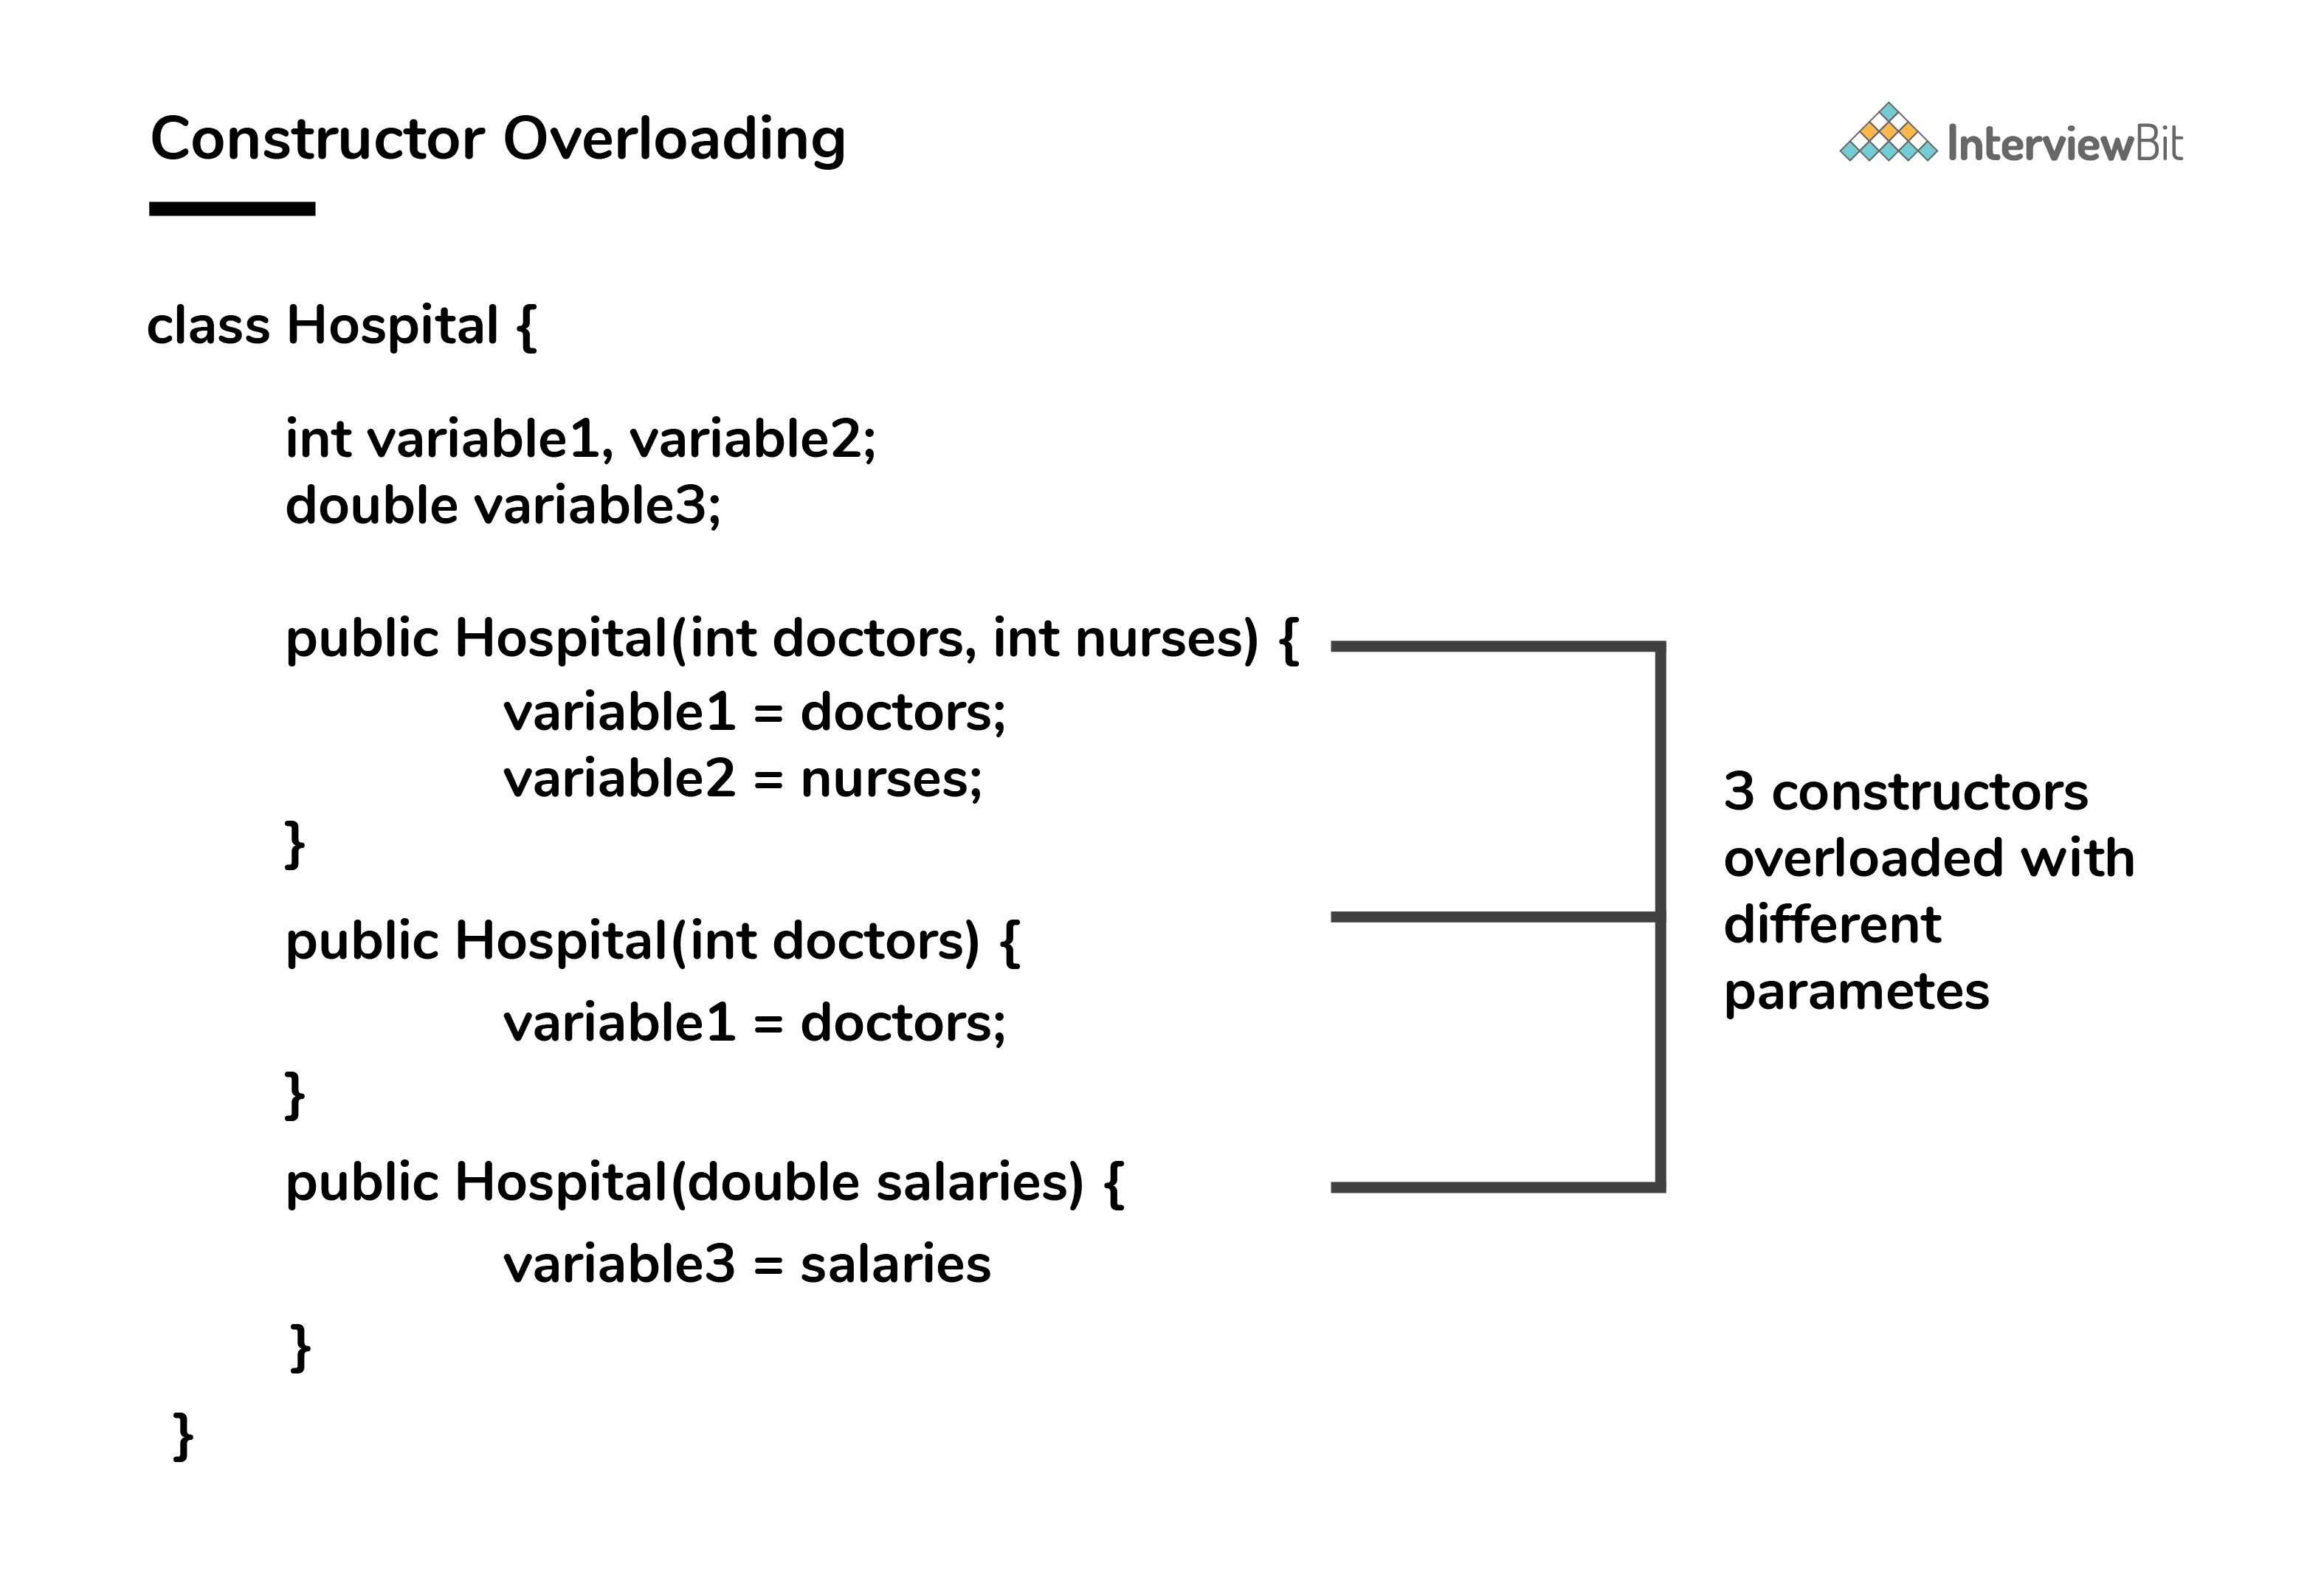 Constructor Overloading
InterviewBit
class Hospital {
int variable1, variable2;
double variable3;
public Hospital(int doctors, int nurses) {
variable1 = doctors;
variable2 = nurses;
}
public Hospital(int doctors) {
variable1 = doctors;
}
public Hospital(double salaries) {
variable3 = salaries
}
}
3 constructors
overloaded with
different
parametes